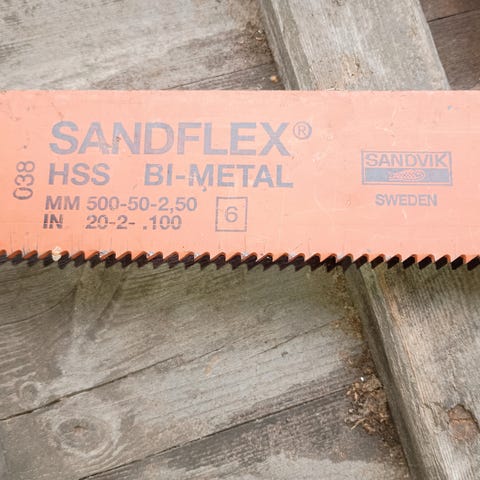 038
SANDFLEX®
HSS BI-METAL
MM 500-50-2,50
IN 20-2- .100
6
SANDVIK
SWEDEN